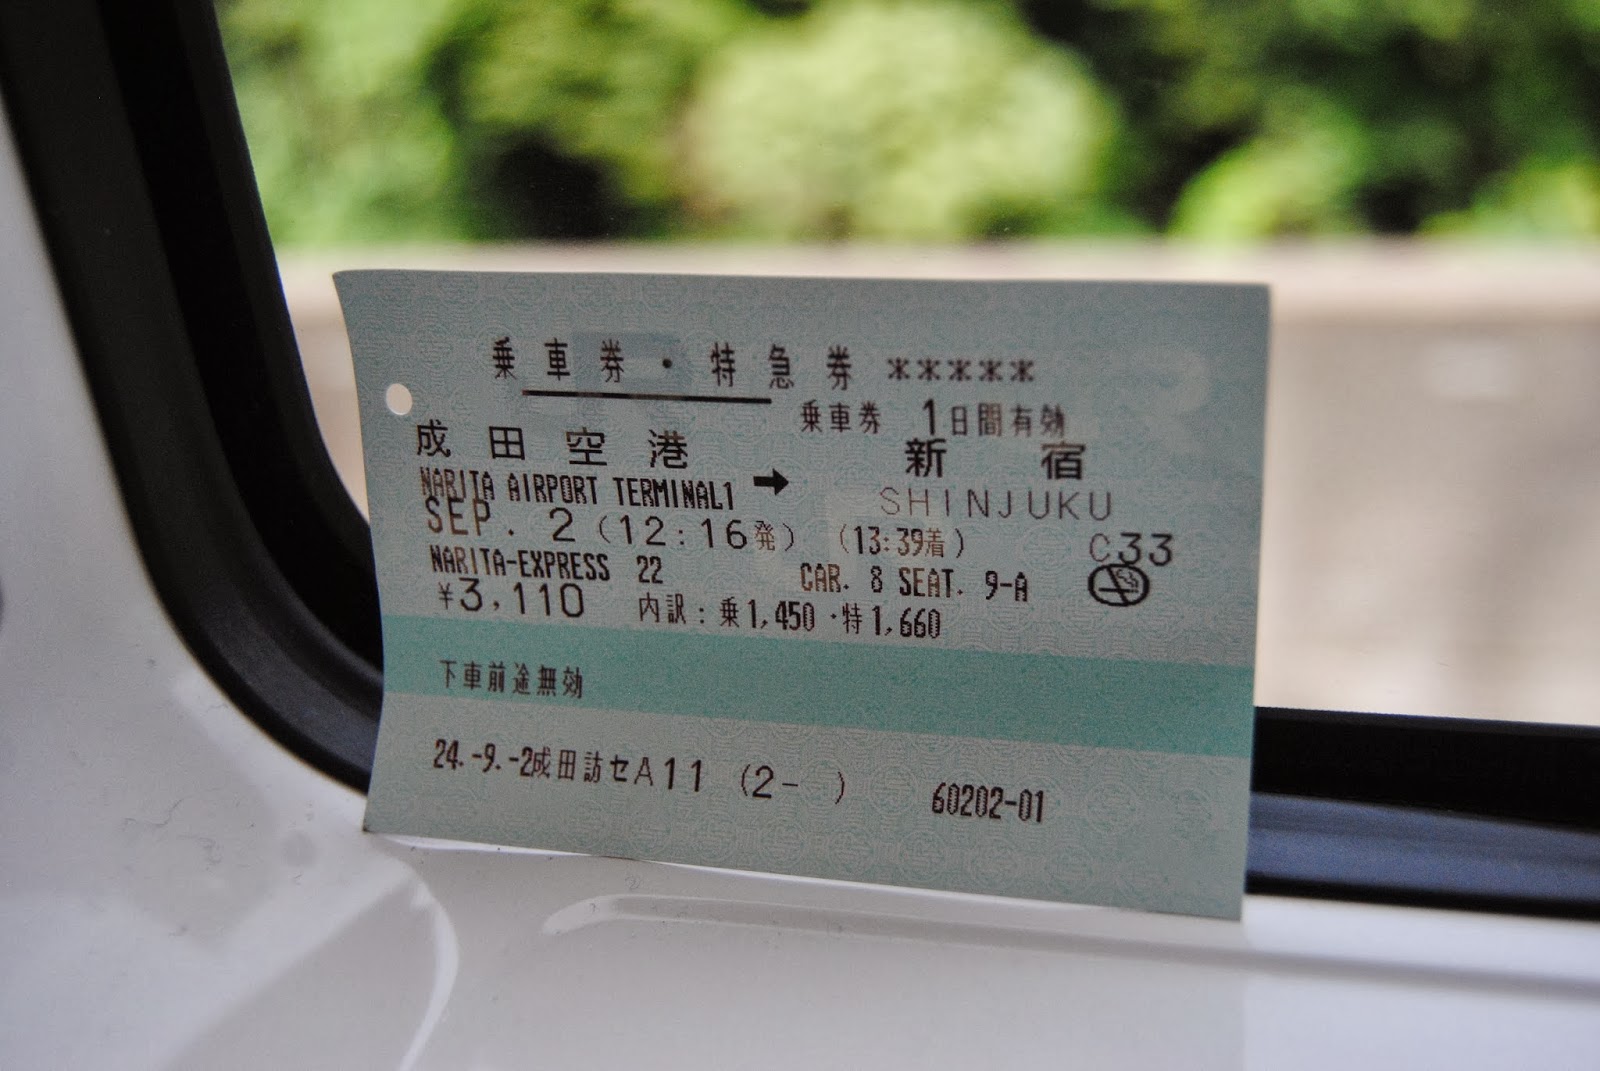 乗車券・特急券 *****
乗車券 1日間有効
成田空港 → 新宿
NARITA AIRPORT TERMINAL1 SHINJUKU
SEP. 2 (12:16発) (13:39着) C33
NARITA-EXPRESS 22 CAR. 8 SEAT. 9-A
¥3,110 内訳:乗1,450・特1,660
下車前途無効
24.-9.-2成田訪セA11 (2- ) 60202-01